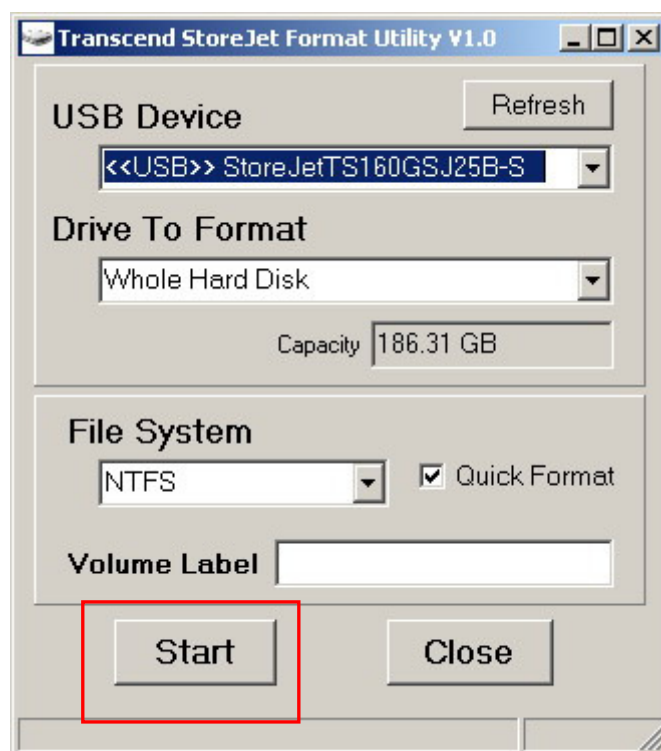 Transcend StoreJet Format Utility V1.0
USB Device
Refresh
<<USB>> StoreJetTS160GSJ25B-S
Drive To Format
Whole Hard Disk
Capacity 186.31 GB
File System
NTFS
Quick Format
Volume Label
Start
Close